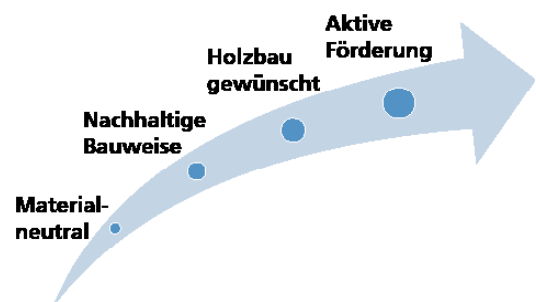 Aktive
Förderung
Holzbau
gewünscht
Nachhaltige
Bauweise
Material-
neutral